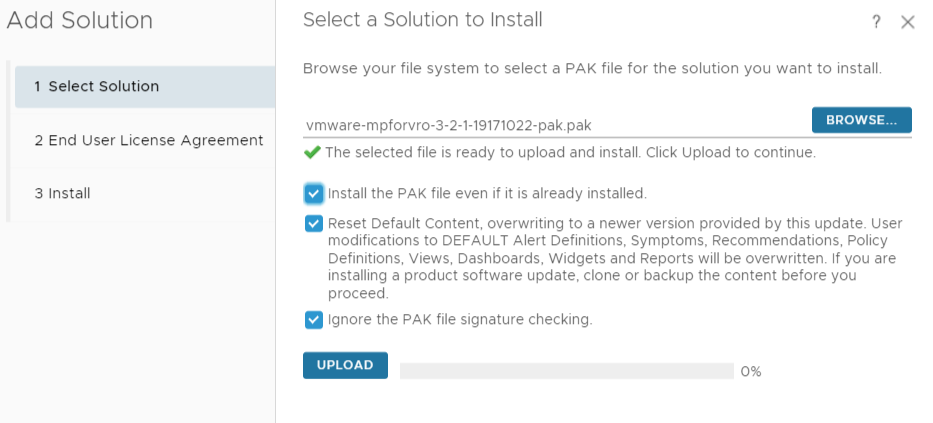 Add Solution
1 Select Solution
2 End User License Agreement
3 Install
Select a Solution to Install
?
Browse your file system to select a PAK file for the solution you want to install.
vmware-mpforvro-3-2-1-19171022-pak.pak
BROWSE...
The selected file is ready to upload and install. Click Upload to continue.
Install the PAK file even if it is already installed.
Reset Default Content, overwriting to a newer version provided by this update. User
modifications to DEFAULT Alert Definitions, Symptoms, Recommendations, Policy
Definitions, Views, Dashboards, Widgets and Reports will be overwritten. If you are
installing a product software update, clone or backup the content before you
proceed.
Ignore the PAK file signature checking.
UPLOAD
0%